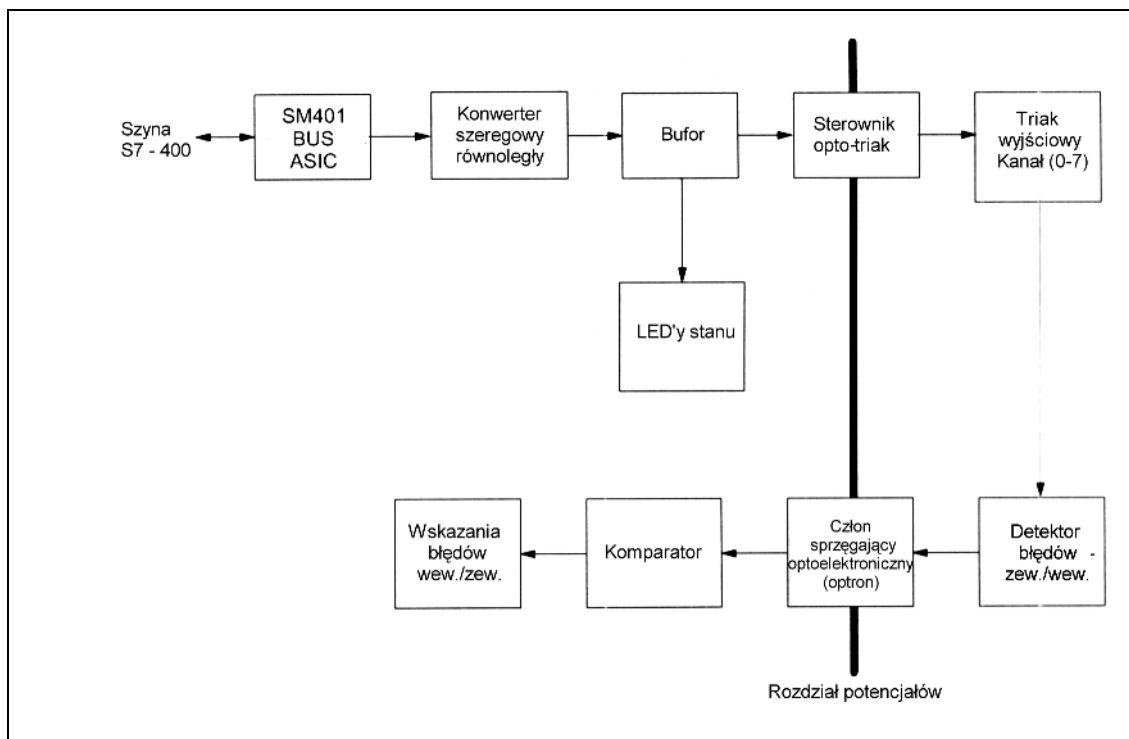 Szyna
S7 - 400
SM401
BUS
ASIC
Konwerter
szeregowy
równoległy
Bufor
Sterownik
opto-triak
Triak
wyjściowy
Kanał (0-7)
LED'y stanu
Wskazania
błędów
wew./zew.
Komparator
Człon
sprzęgający
optoelektroniczny
(optron)
Detektor
błędów -
zew./wew.
Rozdział potencjałów